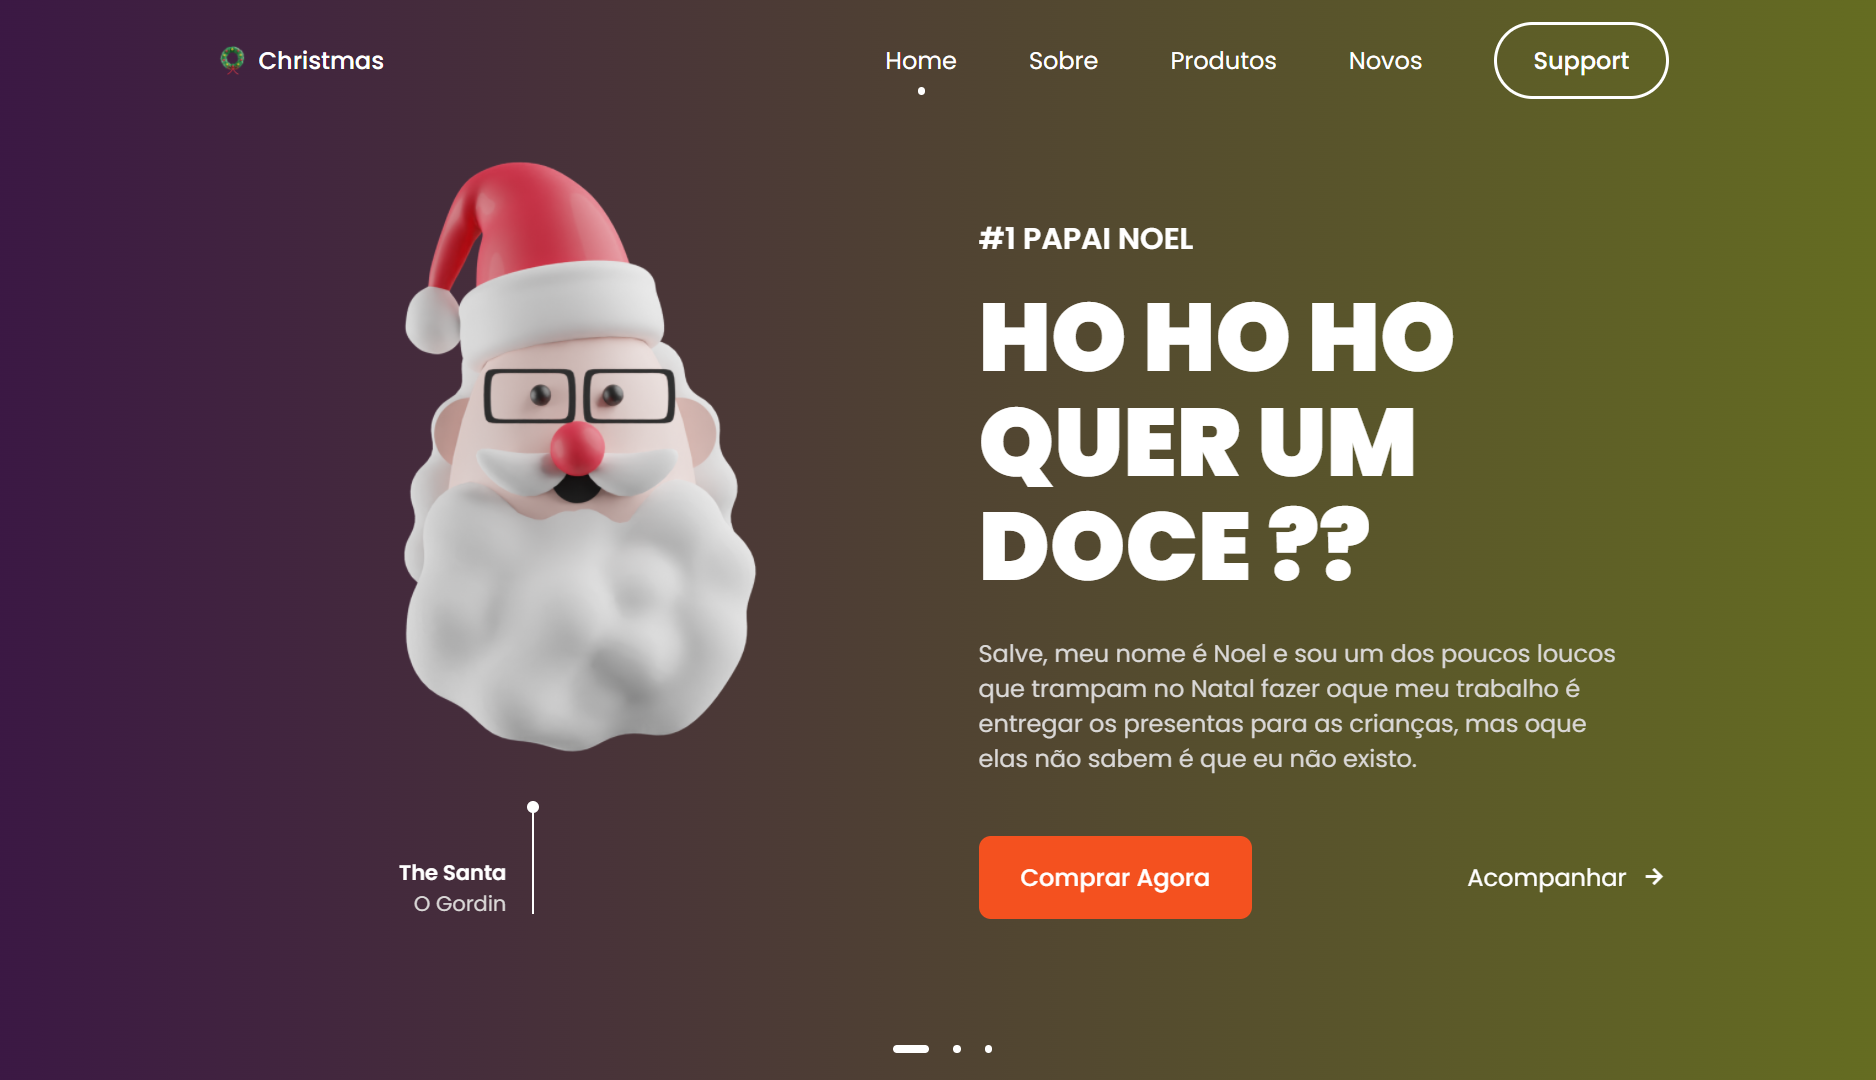 Christmas
Home
Sobre
Produtos
Novos
Support
#1 PAPAI NOEL
HO HO HO
QUER UM
DOCE ??
Salve, meu nome é Noel e sou um dos poucos loucos
que trampam no Natal fazer oque meu trabalho é
entregar os presentas para as crianças, mas oque
elas não sabem é que eu não existo.
Comprar Agora
Acompanhar
The Santa
O Gordin